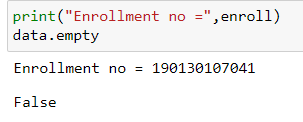 print("Enrollment no =",enroll)
data.empty
Enrollment no = 190130107041
False